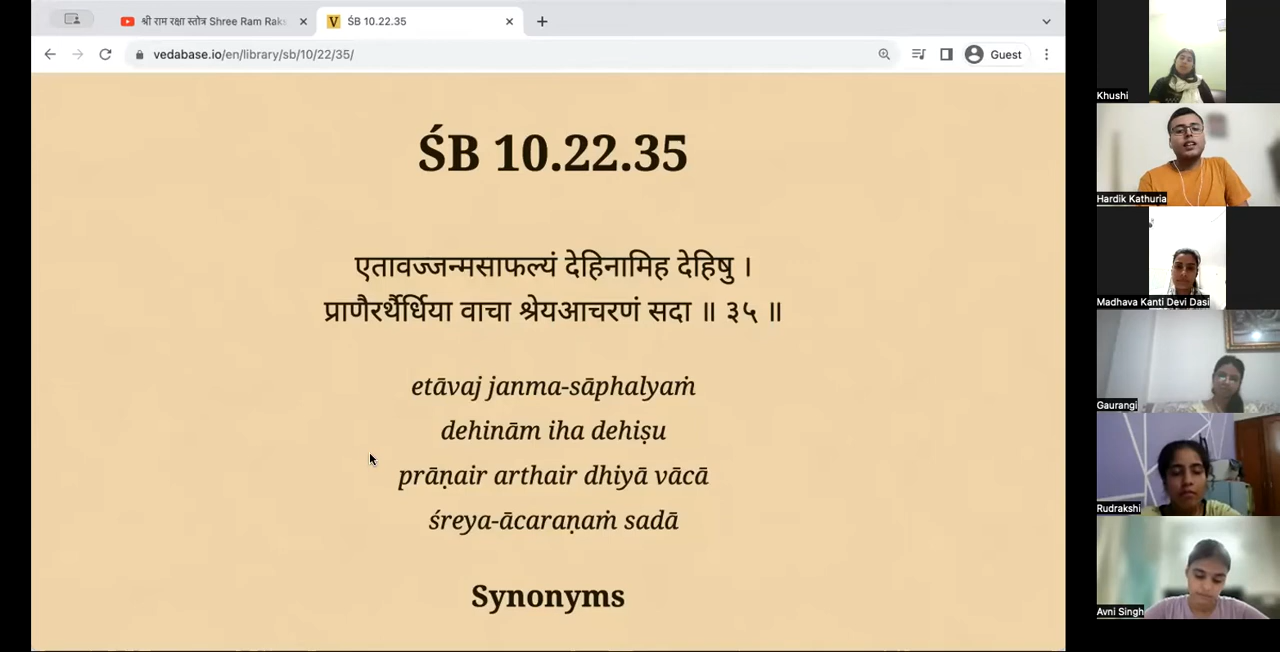 श्री राम रक्षा स्तोत्र Shree Ram Raks
ŚB 10.22.35
vedabase.io/en/library/sb/10/22/35/
Guest
ŚB 10.22.35
एतावज्जन्मसाफल्यं देहिनामिह देहिषु ।
प्राणैरर्थैर्धिया वाचा श्रेयआचरणं सदा ॥ ३५ ॥
etāvaj janma-sāphalyaṁ
dehinām iha dehiṣu
prāṇair arthair dhiyā vācā
śreya-ācaraṇaṁ sadā
Synonyms
Khushi
Hardik Kathuria
Madhava Kanti Devi Dasi
Gaurangi
Rudrakshi
Avni Singh